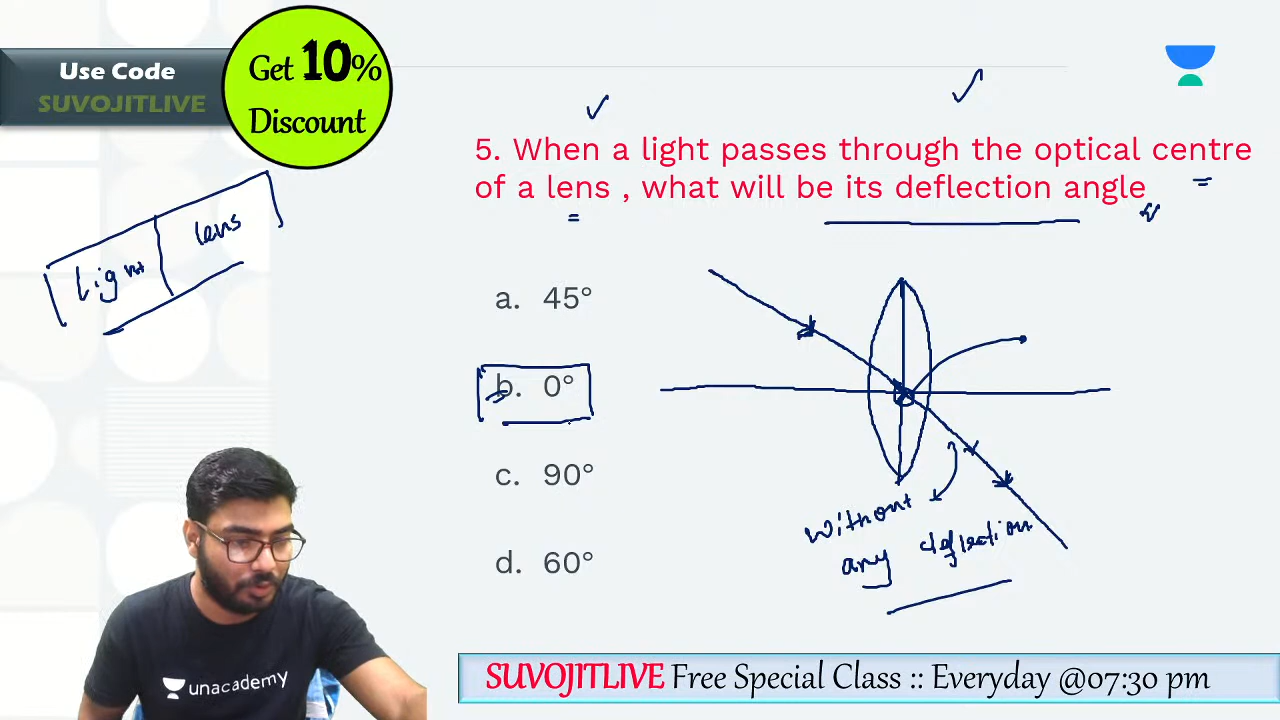 Use Code
SUVOJITLIVE
Get 10%
Discount
5. When a light passes through the optical centre
of a lens , what will be its deflection angle
Light
lens
a. 45°
b. 0°
c. 90°
d. 60°
without
any deflection
unacademy
SUVOJITLIVE Free Special Class :: Everyday @07:30 pm